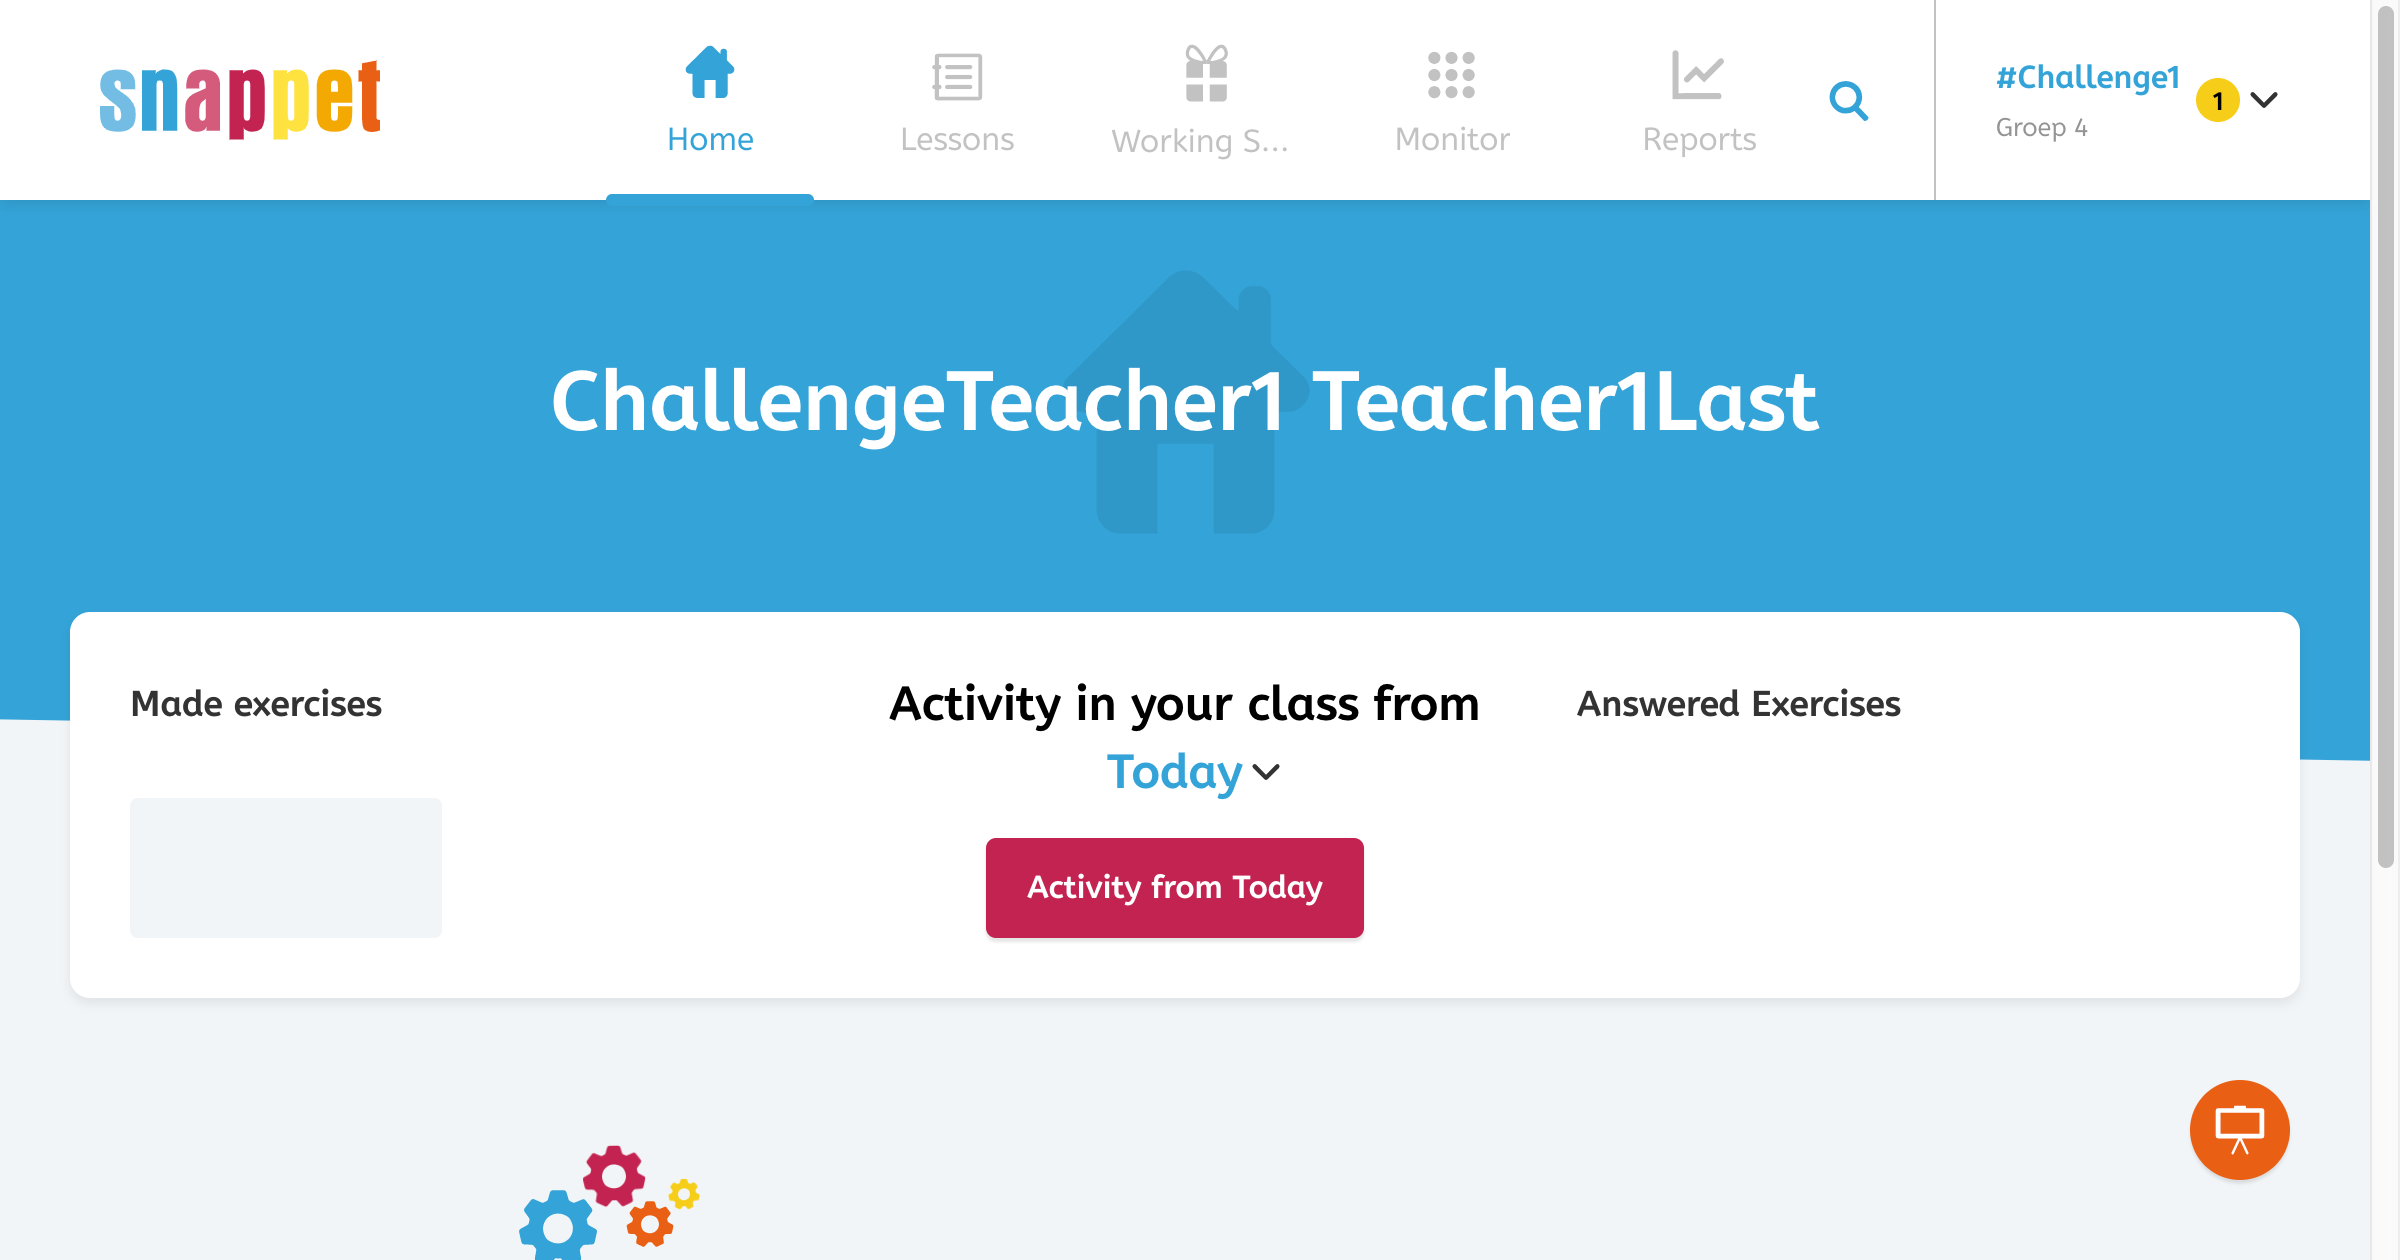 snappet
Home
Lessons
Working S...
Monitor
Reports
#Challenge1
Groep 4
1
ChallengeTeacher1 Teacher1Last
Made exercises
Activity in your class from
Today
Activity from Today
Answered Exercises